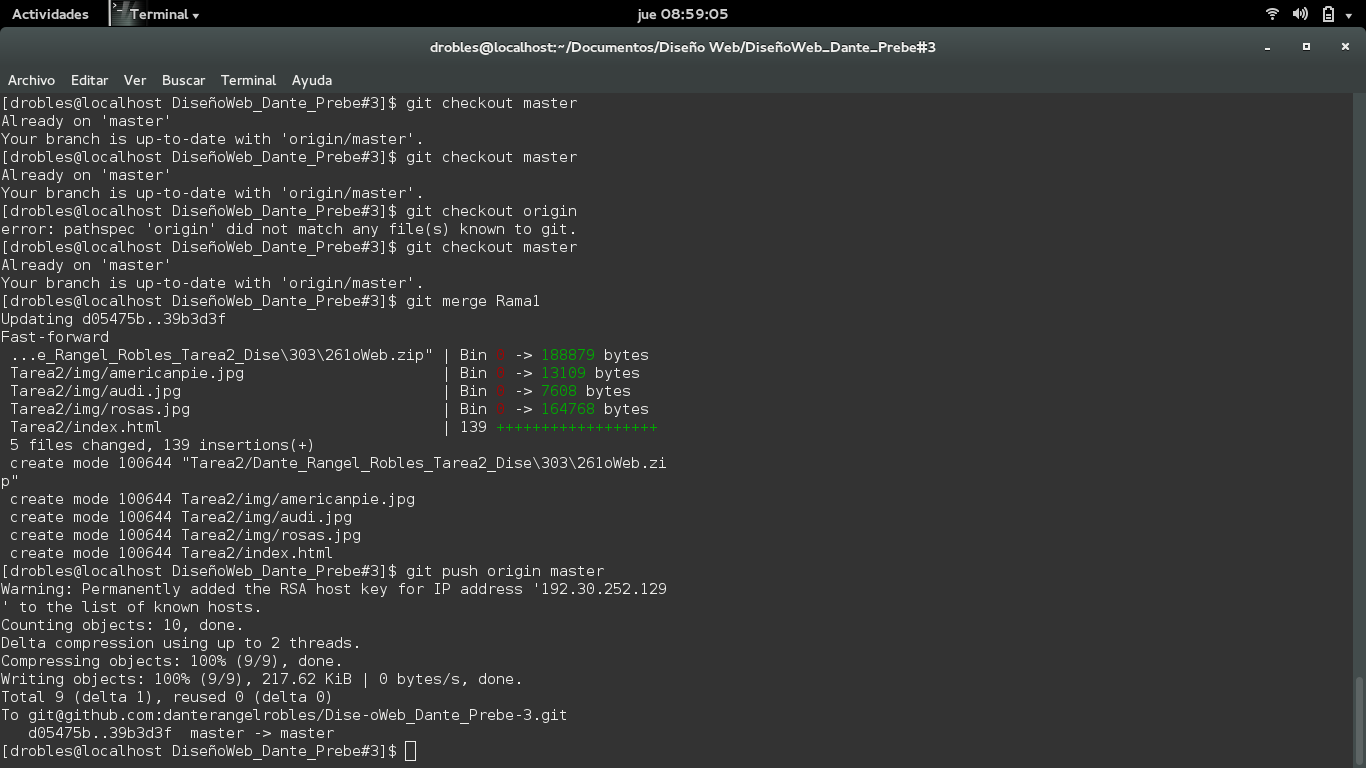 Actividades
Terminal
jue 08:59:05
drobles@localhost:~/Documentos/Diseño Web/DiseñoWeb_Dante_Prebe#3
Archivo Editar Ver Buscar Terminal Ayuda
[drobles@localhost DiseñoWeb_Dante_Prebe#3]$ git checkout master
Already on 'master'
Your branch is up-to-date with 'origin/master'.
[drobles@localhost DiseñoWeb_Dante_Prebe#3]$ git checkout master
Already on 'master'
Your branch is up-to-date with 'origin/master'.
[drobles@localhost DiseñoWeb_Dante_Prebe#3]$ git checkout origin
error: pathspec 'origin' did not match any file(s) known to git.
[drobles@localhost DiseñoWeb_Dante_Prebe#3]$ git checkout master
Already on 'master'
Your branch is up-to-date with 'origin/master'.
[drobles@localhost DiseñoWeb_Dante_Prebe#3]$ git merge Rama1
Updating d05475b..39b3d3f
Fast-forward
 ...e_Rangel_Robles_Tarea2_Dise\303\261oWeb.zip" | Bin 0 -> 188879 bytes
 Tarea2/img/americanpie.jpg | Bin 0 -> 13109 bytes
 Tarea2/img/audi.jpg | Bin 0 -> 7608 bytes
 Tarea2/img/rosas.jpg | Bin 0 -> 164768 bytes
 Tarea2/index.html | 139 ++++++++++++++++++
 5 files changed, 139 insertions(+)
 create mode 100644 "Tarea2/Dante_Rangel_Robles_Tarea2_Dise\303\261oWeb.zi
p"
 create mode 100644 Tarea2/img/americanpie.jpg
 create mode 100644 Tarea2/img/audi.jpg
 create mode 100644 Tarea2/img/rosas.jpg
 create mode 100644 Tarea2/index.html
[drobles@localhost DiseñoWeb_Dante_Prebe#3]$ git push origin master
Warning: Permanently added the RSA host key for IP address '192.30.252.129
' to the list of known hosts.
Counting objects: 10, done.
Delta compression using up to 2 threads.
Compressing objects: 100% (9/9), done.
Writing objects: 100% (9/9), 217.62 KiB | 0 bytes/s, done.
Total 9 (delta 1), reused 0 (delta 0)
To git@github.com:danterangelrobles/Dise-oWeb_Dante_Prebe-3.git
   d05475b..39b3d3f  master -> master
[drobles@localhost DiseñoWeb_Dante_Prebe#3]$